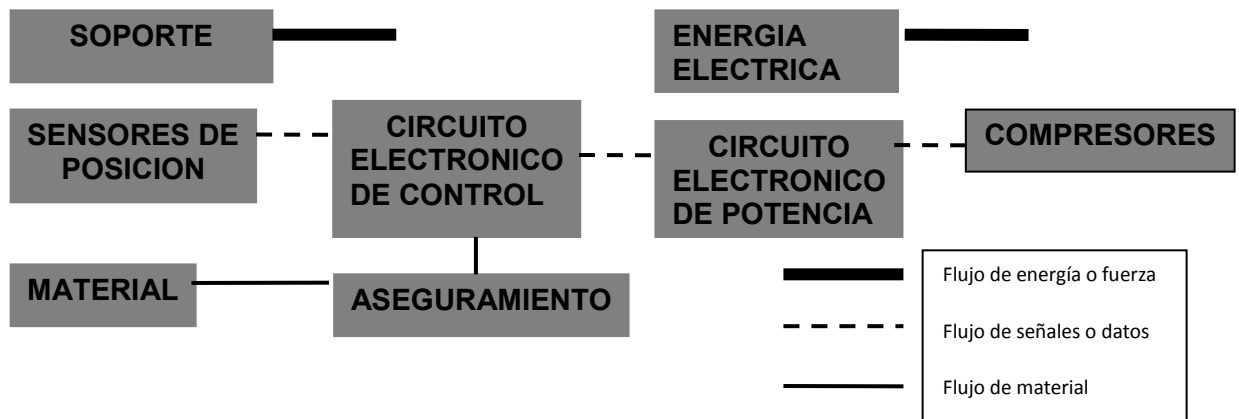 SOPORTE
ENERGIA
ELECTRICA
SENSORES DE
POSICION
CIRCUITO
ELECTRONICO
DE CONTROL
CIRCUITO
ELECTRONICO
DE POTENCIA
COMPRESORES
MATERIAL
ASEGURAMIENTO
Flujo de energía o fuerza
Flujo de señales o datos
Flujo de material